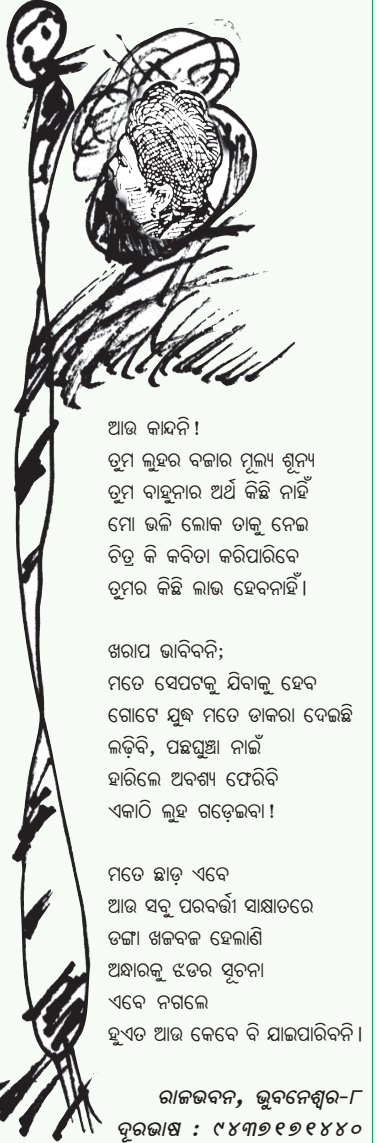 ଆଉ କାନ୍ଦନି!
ତୁମ ଲୁହର ବଜାର ମୂଲ୍ୟ ଶୂନ୍ୟ
ତୁମ ବାହୁନାର ଅର୍ଥ କିଛି ନାହିଁ
ମୋ ଭଳି ଲୋକ ତାକୁ ନେଇ
ଚିତ୍ର କି କବିତା କରିପାରିବେ
ତୁମର କିଛି ଲାଭ ହେବନାହିଁ।
ଖରାପ ଭାବିବନି;
ମତେ ସେପଟକୁ ଯିବାକୁ ହେବ
ଗୋଟେ ଯୁଦ୍ଧ ମତେ ଡାକରା ଦେଇଛି
ଲଢ଼ିବି, ପଛଘୁଞ୍ଚା ନାଇଁ
ହାରିଲେ ଅବଶ୍ୟ ଫେରିବି
ଏକାଠି ଲୁହ ଗଡ଼େଇବା!
ମତେ ଛାଡ଼ ଏବେ
ଆଉ ସବୁ ପରବର୍ତ୍ତୀ ସାକ୍ଷାତରେ
ଡଙ୍ଗା ଖଜବଜ ହେଲାଣି
ଅନ୍ଧାରକୁ ଝଡର ସୂଚନା
ଏବେ ନଗଲେ
ହୁଏତ ଆଉ କେବେ ବି ଯାଇପାରିବନି।
ରାଜଭବନ, ଭୁବନେଶ୍ୱର-୮
ଦୂରଭାଷ : ୯୪୩୭୧୭୧୪୪୦